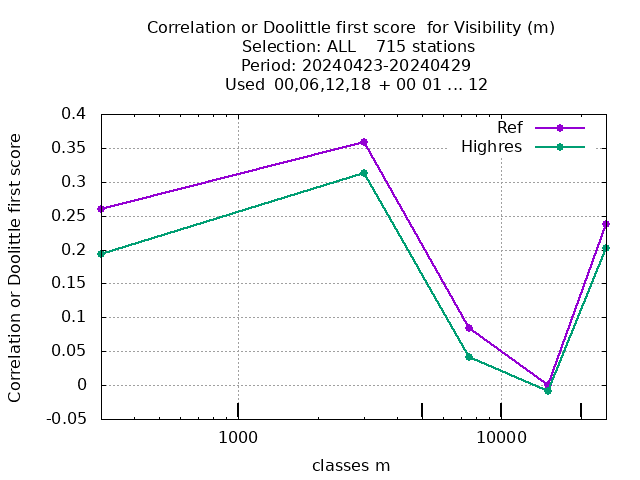 Correlation or Doolittle first score  for Visibility (m)
Selection: ALL    715 stations
Period: 20240423-20240429
Used  00,06,12,18 + 00 01 ... 12
Correlation or Doolittle first score
0.4
0.35
0.3
0.25
0.2
0.15
0.1
0.05
0
-0.05
Ref
Highres
1000
10000
classes m